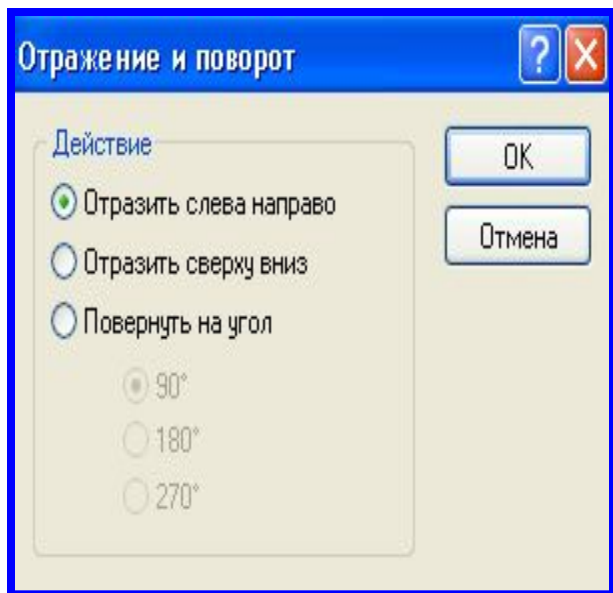 Отражение и поворот
Действие
Отразить слева направо
Отразить сверху вниз
Повернуть на угол
90°
180°
270°
OK
Отмена